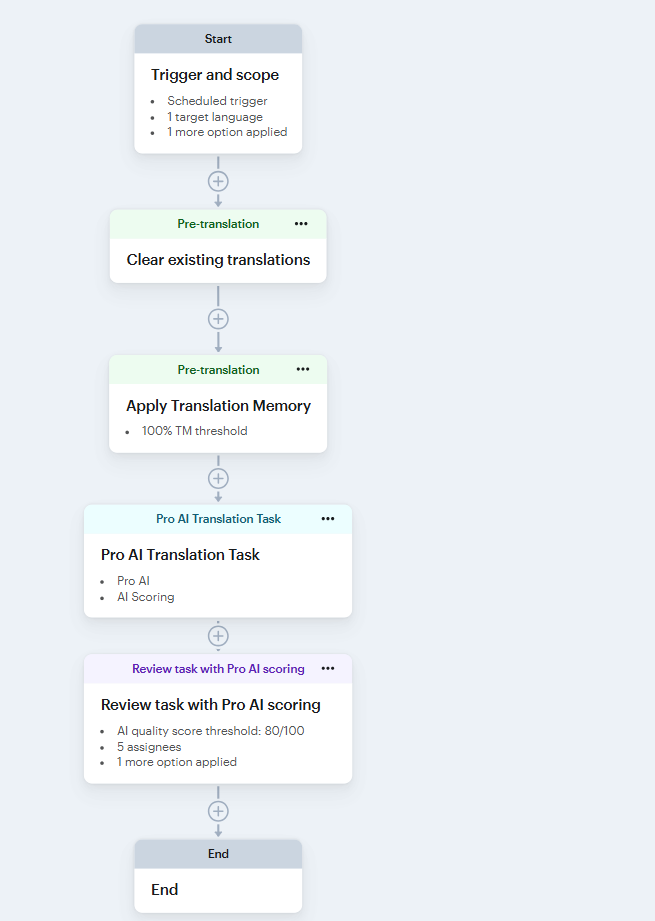 Start
Trigger and scope
• Scheduled trigger
• 1 target language
• 1 more option applied
Pre-translation
Clear existing translations
Pre-translation
Apply Translation Memory
• 100% TM threshold
Pro AI Translation Task
Pro AI Translation Task
• Pro AI
• AI Scoring
Review task with Pro AI scoring
Review task with Pro AI scoring
• AI quality score threshold: 80/100
• 5 assignees
• 1 more option applied
End
End